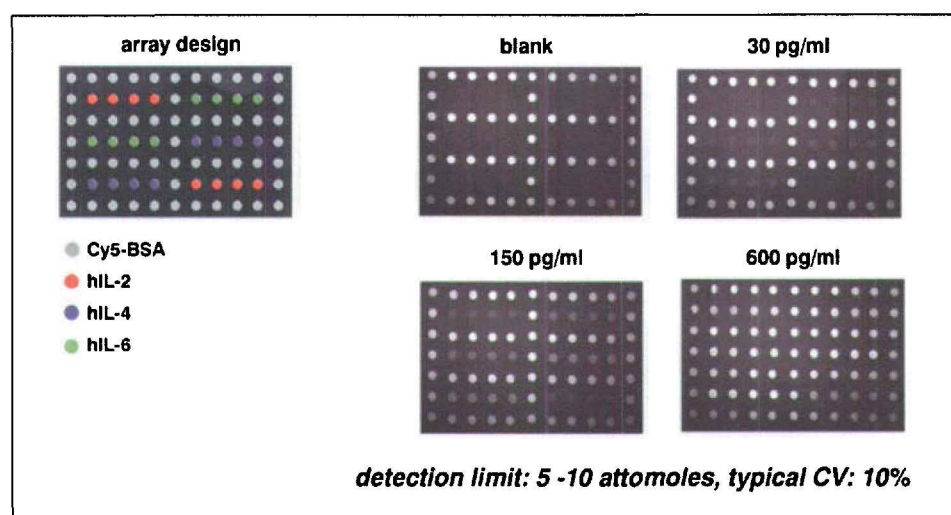 array design
blank
30 pg/ml
Cy5-BSA
hIL-2
hIL-4
hIL-6
150 pg/ml
600 pg/ml
detection limit: 5 -10 attomoles, typical CV: 10%